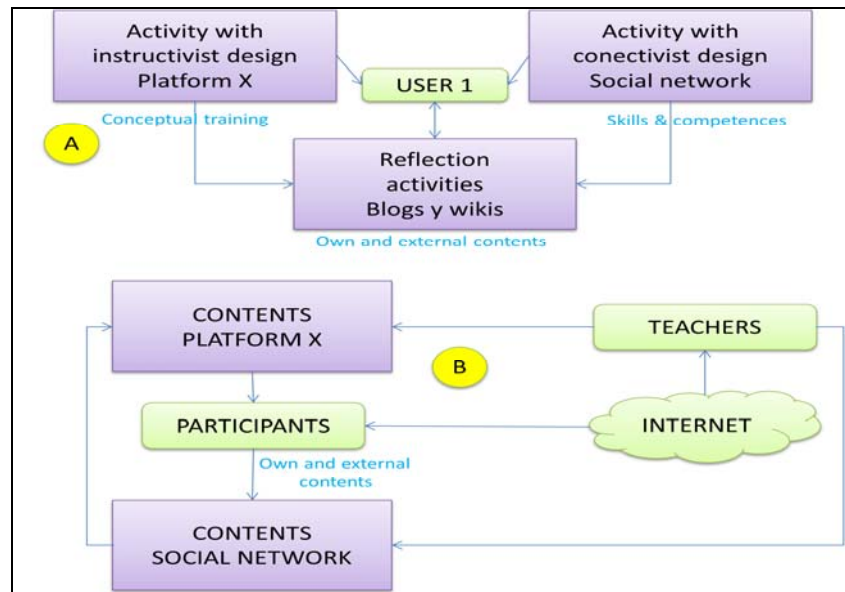 Activity with
instructivist design
Platform X
Activity with
conectivist design
Social network
USER 1
Conceptual training
Skills & competences
A
Reflection
activities
Blogs y wikis
Own and external contents
CONTENTS
PLATFORM X
TEACHERS
B
PARTICIPANTS
INTERNET
Own and external
contents
CONTENTS
SOCIAL NETWORK